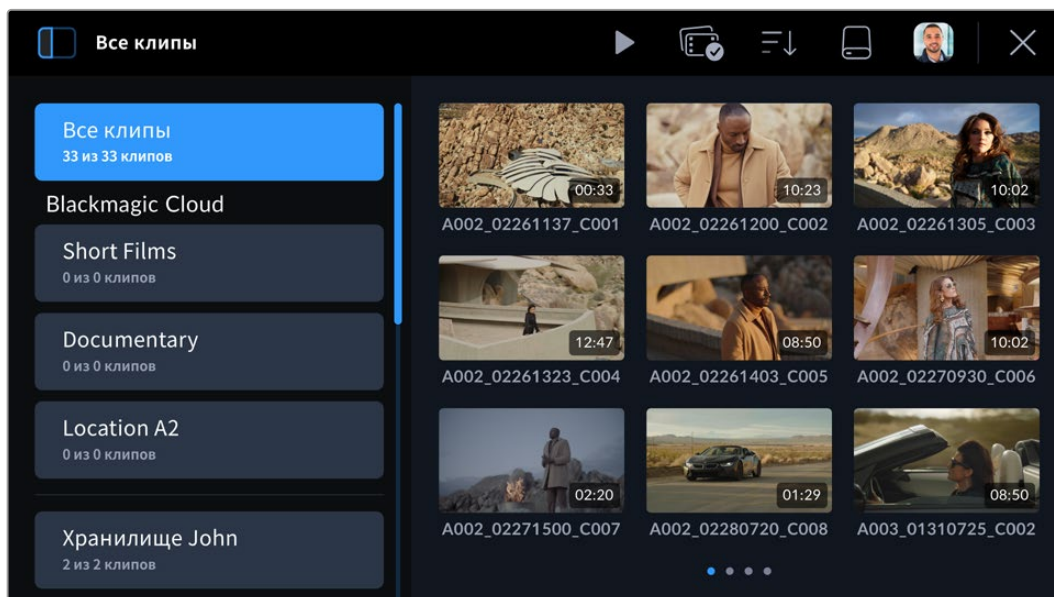 Все клипы
Все клипы
33 из 33 клипов
Blackmagic Cloud
Short Films
0 из 0 клипов
Documentary
0 из 0 клипов
Location A2
0 из 0 клипов
Хранилище John
2 из 2 клипов
00:33
10:23
10:02
A002_02261137_C001
A002_02261200_C002
A002_02261305_C003
12:47
08:50
10:02
A002_02261323_C004
A002_02261403_C005
A002_02270930_C006
02:20
01:29
08:50
A002_02271500_C007
A002_02280720_C008
A003_01310725_C002